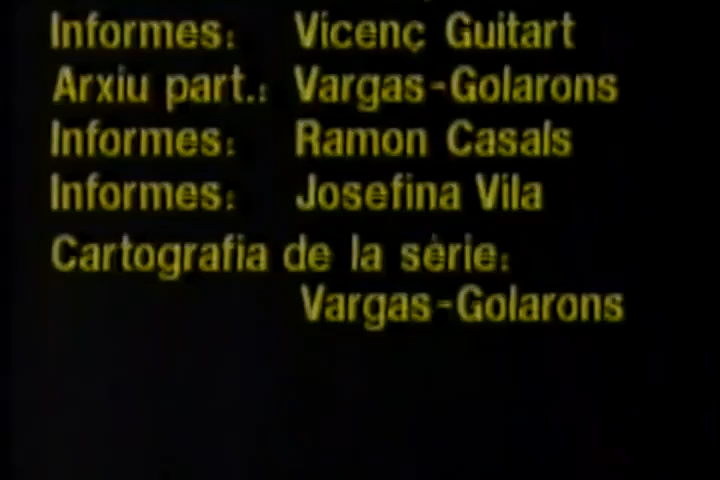 Informes: Vicenç Guitart
Arxiu part.: Vargas-Golarons
Informes: Ramon Casals
Informes: Josefina Vila
Cartografia de la sèrie:
Vargas-Golarons